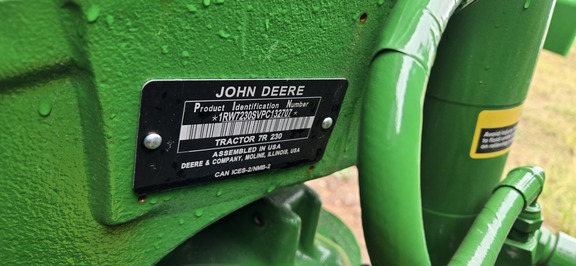 JOHN DEERE
Product Identification Number
*1RW7230SVPC132707*
TRACTOR 7R 230
ASSEMBLED IN USA
DEERE & COMPANY, MOLINE, ILLINOIS, USA
CAN ICES-2/NMB-2
Avoid